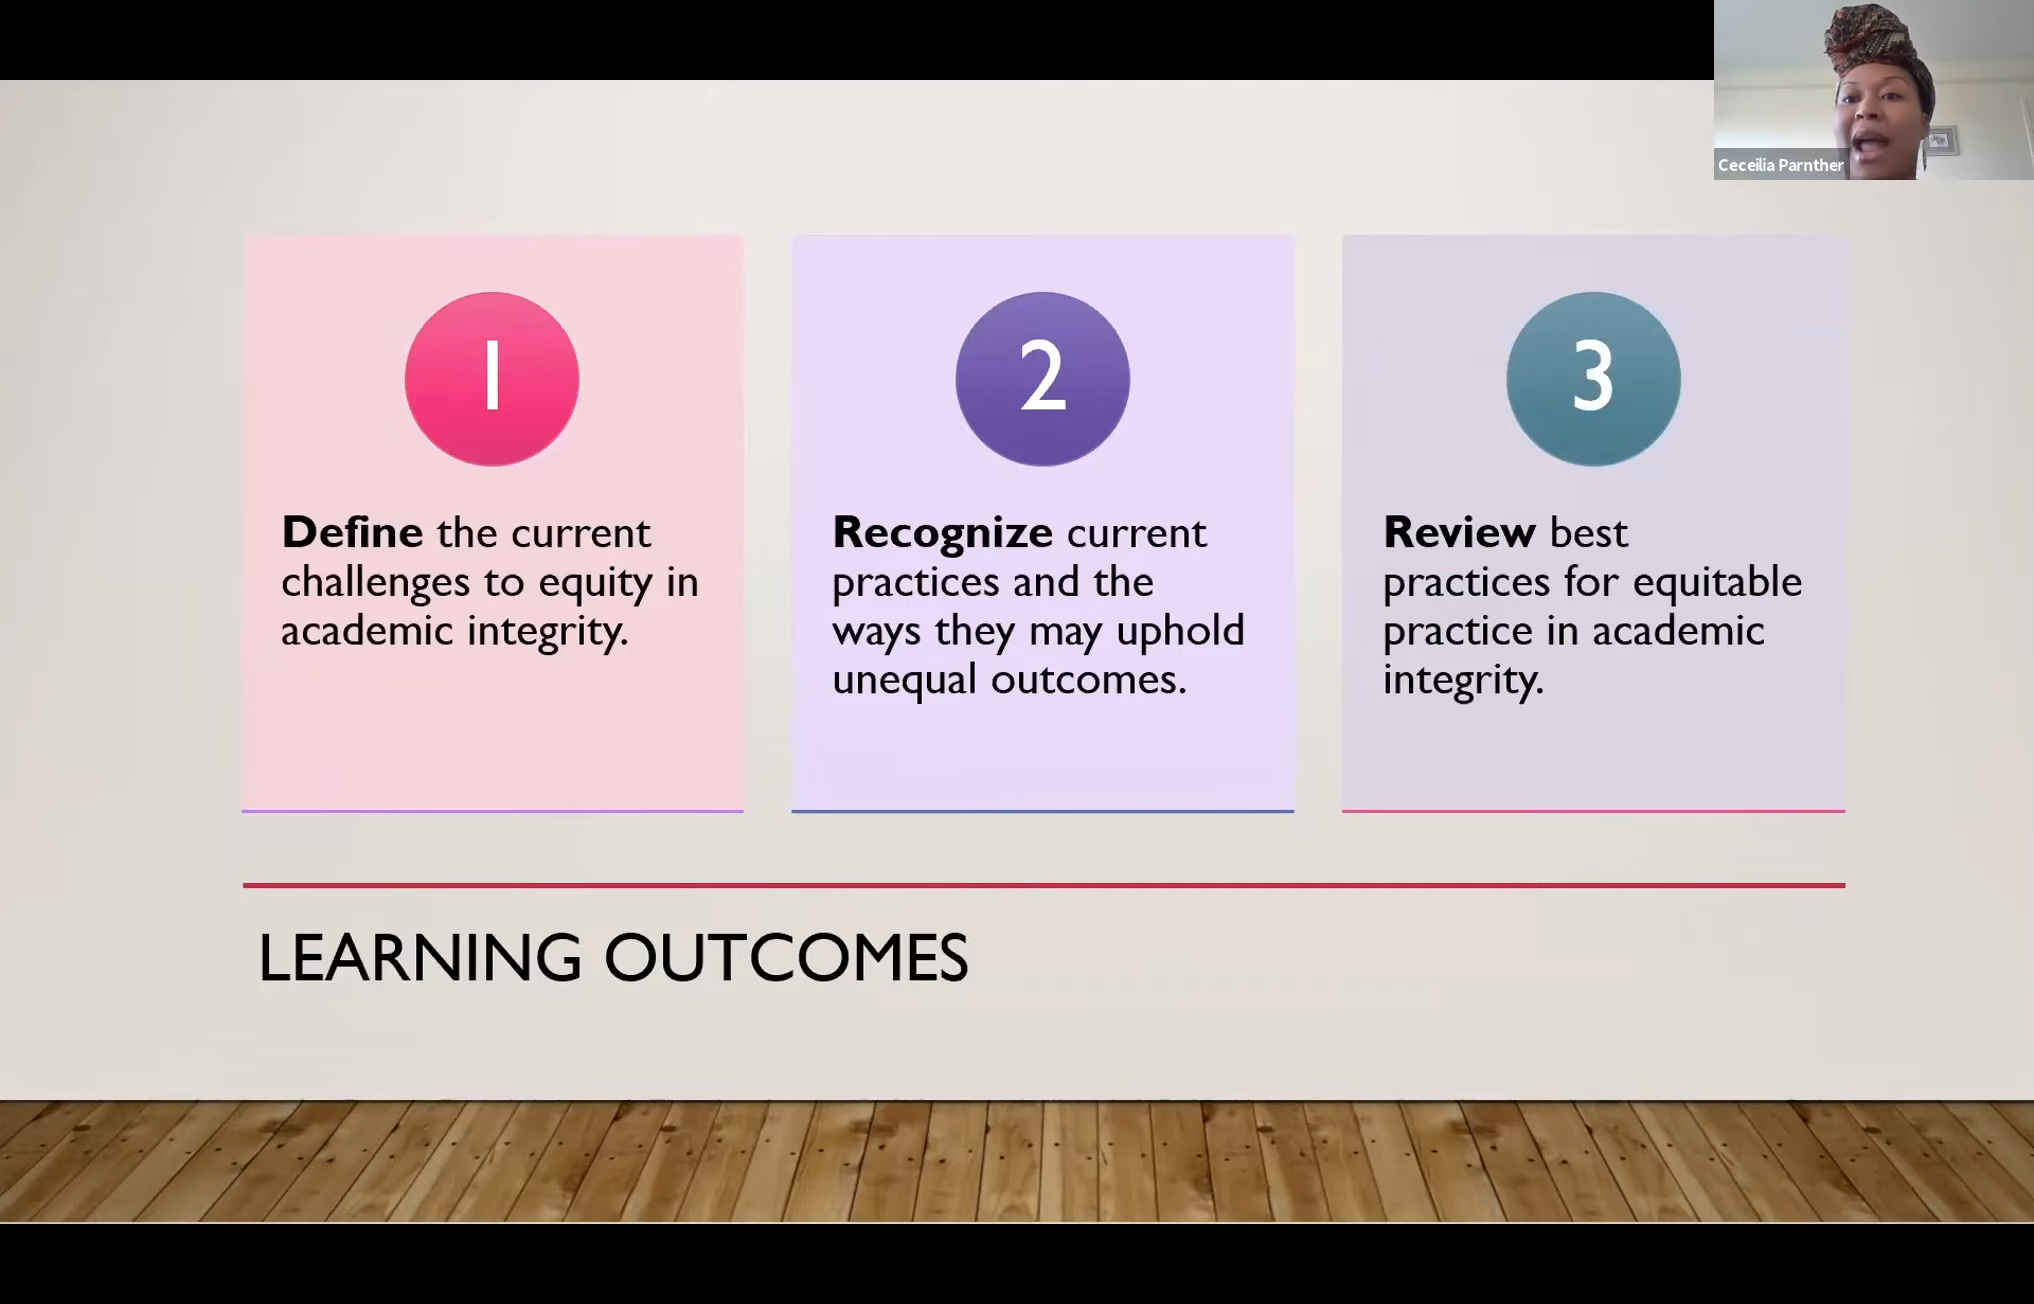 Ceceilia Parnther
1
Define the current
challenges to equity in
academic integrity.
2
Recognize current
practices and the
ways they may uphold
unequal outcomes.
3
Review best
practices for equitable
practice in academic
integrity.
LEARNING OUTCOMES